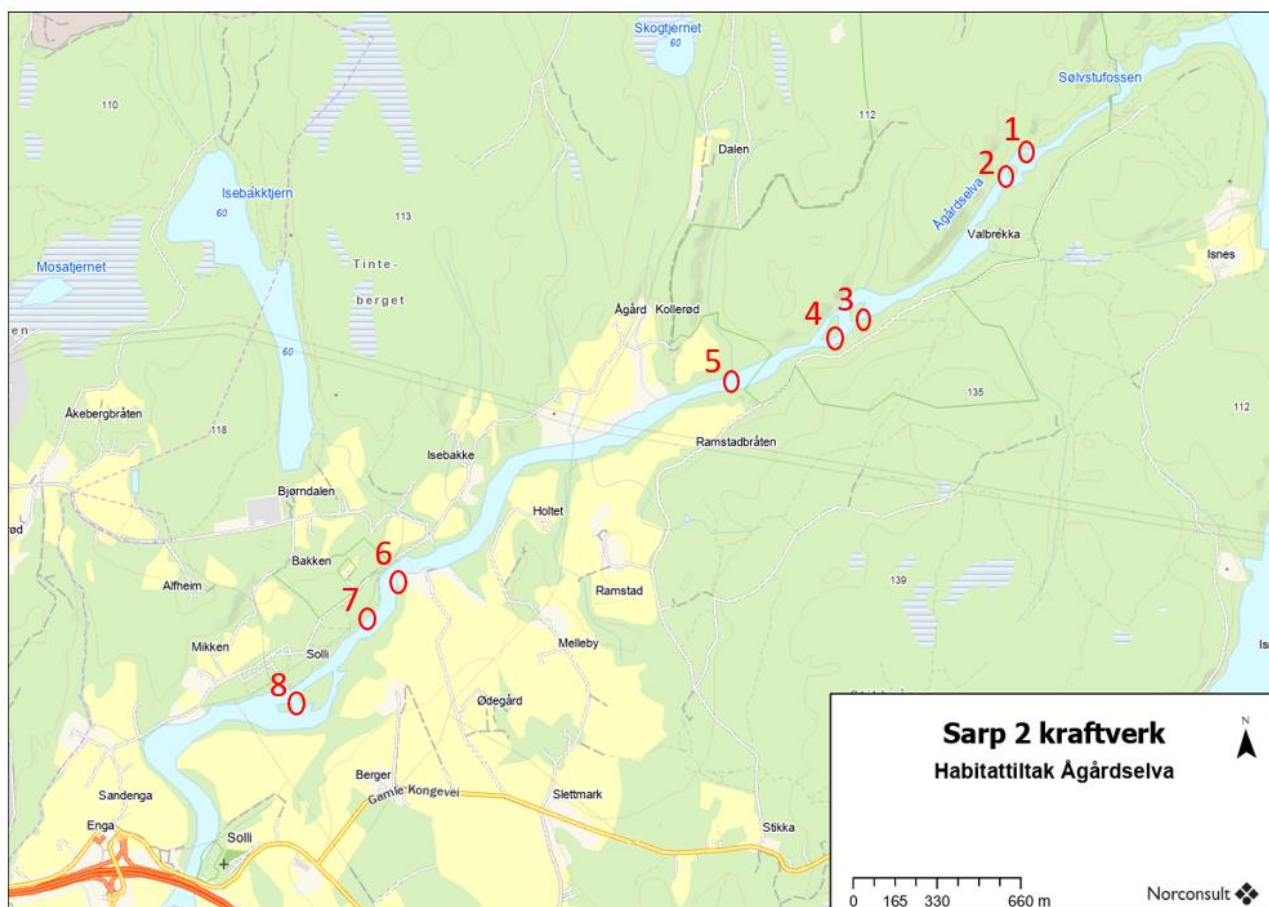 Skogtjernet
60
Sølvstufossen
110
112
1
Dalen
2
Isebakktjern
60
Ågårdselva
113
Valbrekka
Isnes
Mosatjernet
Tinte-
berget
3
Ågård
Kollerød
4
en
60
5
135
112
Åkebergbråten
118
Ramstadbråten
Isebakke
Bjørndalen
Holtet
rød
Bakken
6
139
Alfheim
Ramstad
7
Mikken
Melleby
Solli
8
Ødegård
Sarp 2 kraftverk
N
Habitattiltak Ågårdselva
Berger
Sandenga
Gamle Kongevei
Slettmark
Enga
Stikka
Solli
0 165 330 660 m
Norconsult